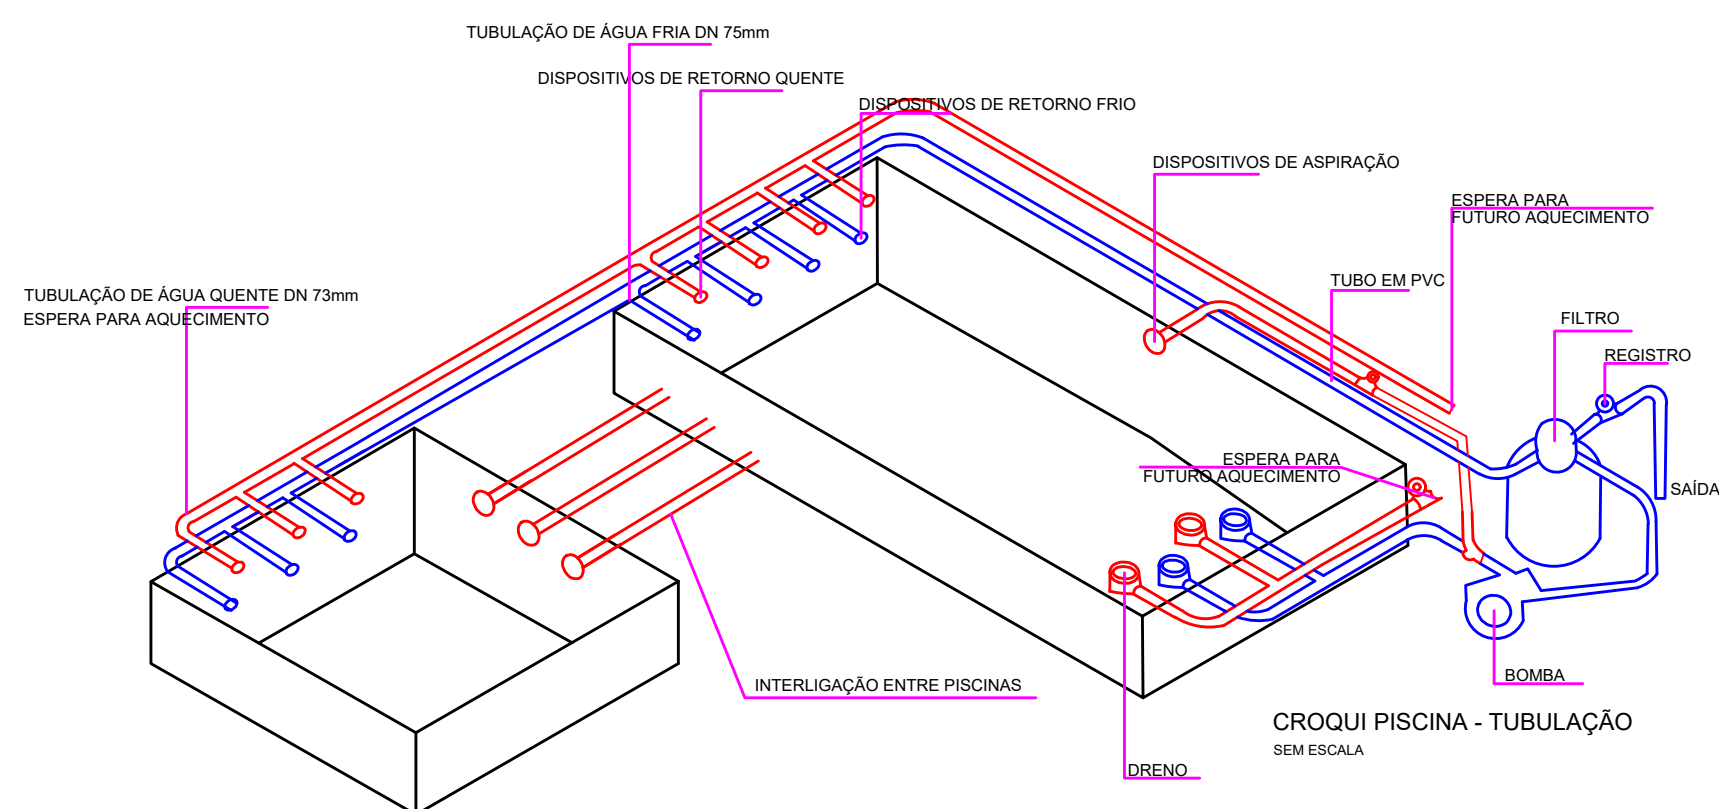 TUBULAÇÃO DE ÁGUA FRIA DN 75mm
DISPOSITIVOS DE RETORNO QUENTE
DISPOSITIVOS DE RETORNO FRIO
DISPOSITIVOS DE ASPIRAÇÃO
ESPERA PARA
FUTURO AQUECIMENTO
TUBO EM PVC
TUBULAÇÃO DE ÁGUA QUENTE DN 73mm
ESPERA PARA AQUECIMENTO
FILTRO
REGISTRO
ESPERA PARA
FUTURO AQUECIMENTO
SAÍDA
INTERLIGAÇÃO ENTRE PISCINAS
BOMBA
CROQUI PISCINA - TUBULAÇÃO
SEM ESCALA
DRENO